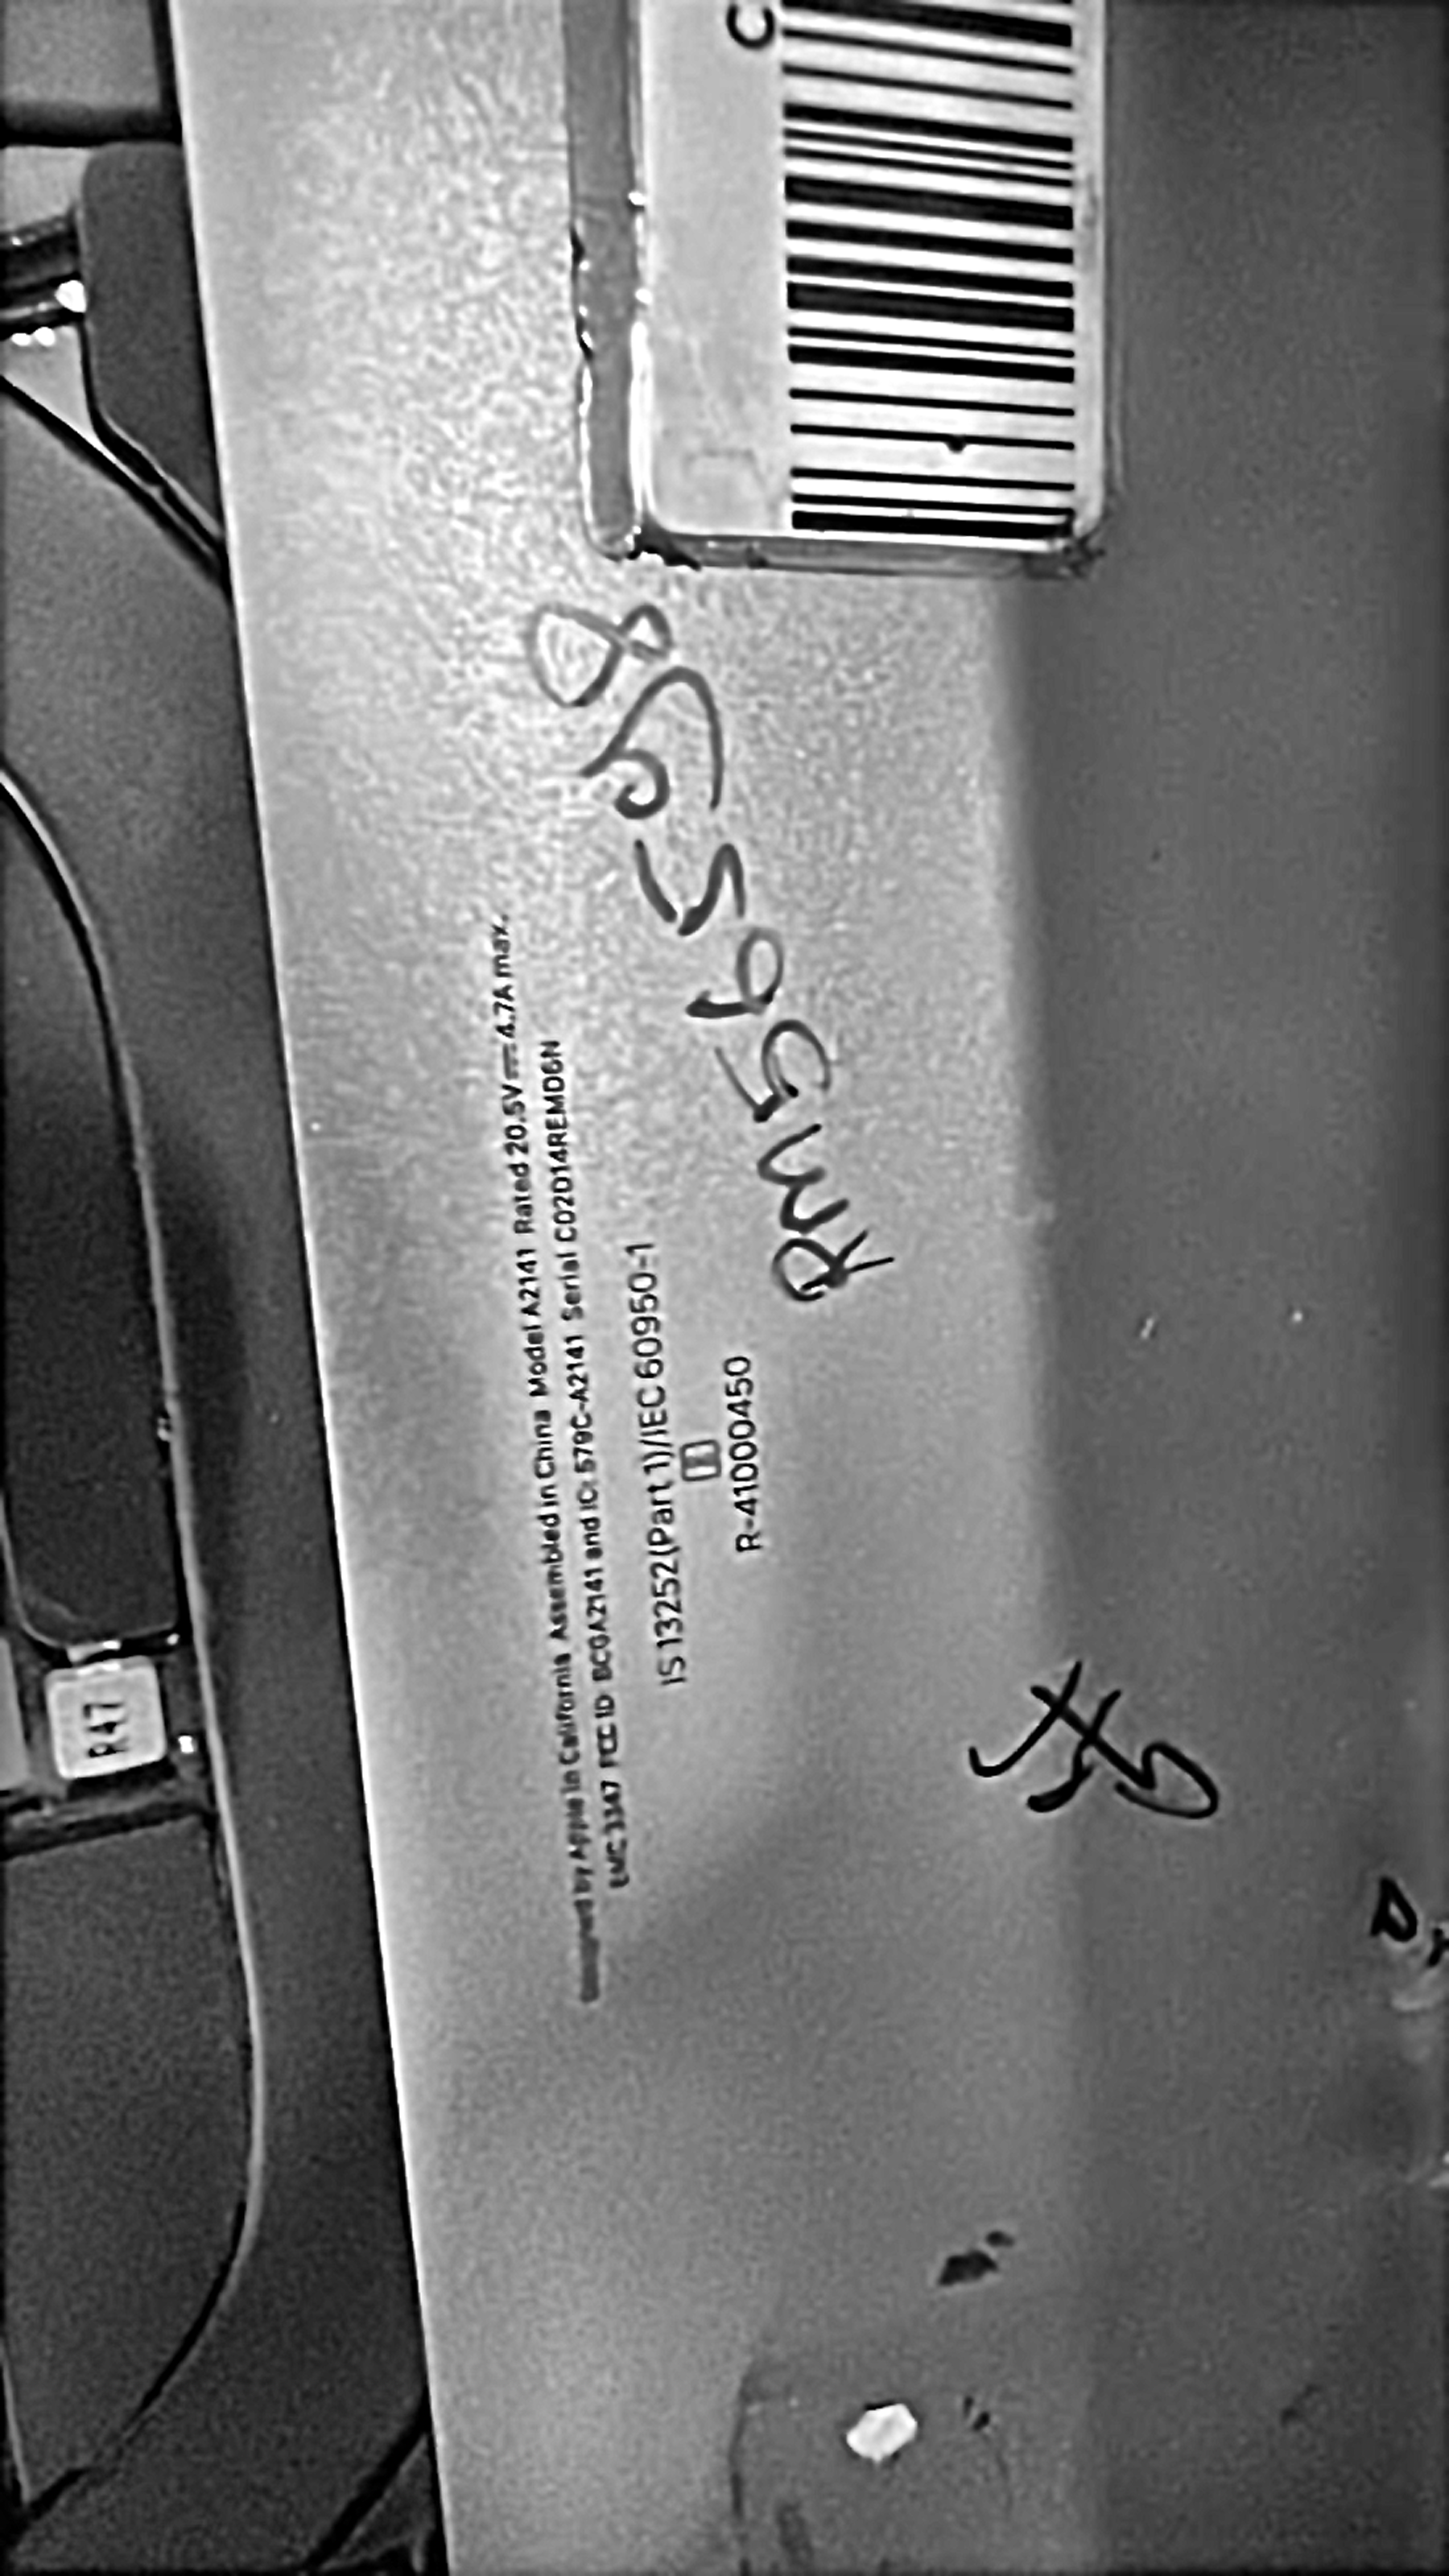 Designed by Apple in California Assembled in China Model A2141 Rated 20.5V⎓4.7A max.
EMC 3347 FCC ID: BCGA2141 and IC: 579C-A2141 Serial C02D14REMD6N
IS 13252(Part 1)/IEC 60950-1
R-41000450
RM56598
R47
C